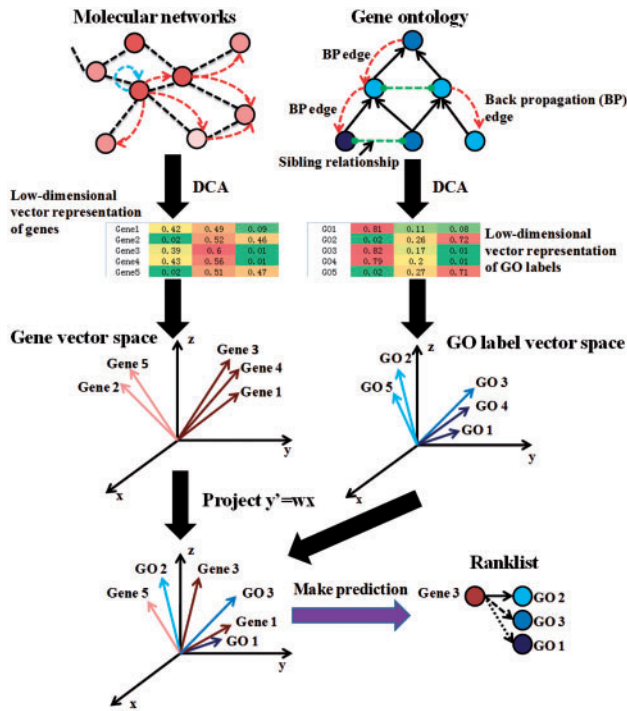 Molecular networks
Gene ontology
BP edge
BP edge
Back propagation (BP)
edge
Sibling relationship
DCA
DCA
Low-dimensional
vector representation
of genes
Gene1 0.42 0.49 0.09
Gene2 0.02 0.52 0.46
Gene3 0.39 0.6 0.01
Gene4 0.43 0.56 0.01
Gene5 0.02 0.51 0.47
GO1 0.81 0.11 0.08
GO2 0.02 0.26 0.72
GO3 0.82 0.17 0.01
GO4 0.79 0.2 0.01
GO5 0.02 0.27 0.71
Low-dimensional
vector representation
of GO labels
Gene vector space
z
Gene 3
Gene 5
Gene 4
Gene 2
Gene 1
y
x
GO label vector space
z
GO 2
GO 5
GO 3
GO 4
GO 1
y
x
Project y'=wx
z
GO 2
Gene 3
Gene 5
GO 3
Gene 1
GO 1
y
x
Make prediction
Ranklist
Gene 3
GO 2
GO 3
GO 1